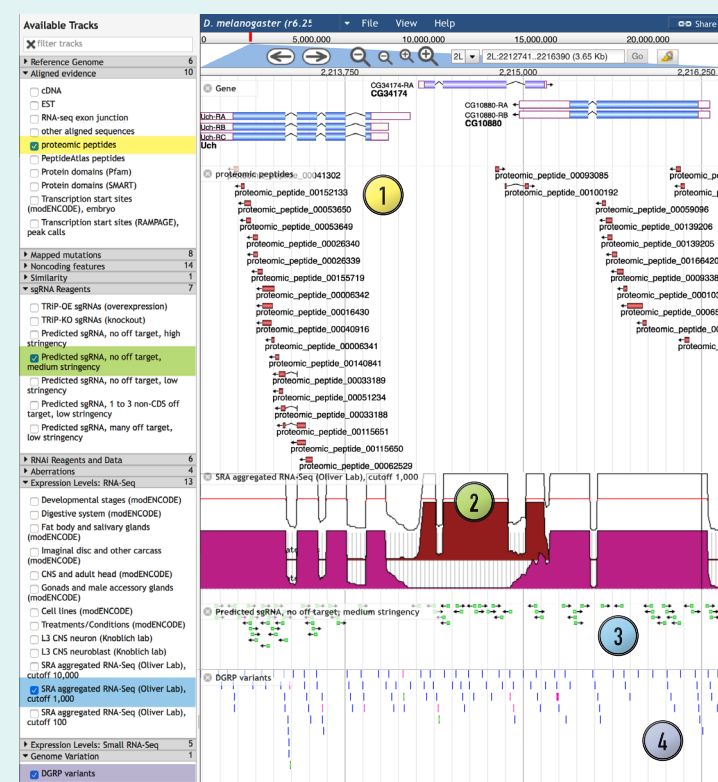 Available Tracks
filter tracks
Reference Genome 6
Aligned evidence 10
cDNA
EST
RNA-seq exon junction
other aligned sequences
proteomic peptides
PeptideAtlas peptides
Protein domains (Pfam)
Protein domains (SMART)
Transcription start sites
(modENCODE), embryo
Transcription start sites (RAMPAGE),
peak calls
Mapped mutations 8
Noncoding features 14
Similarity 1
sgRNA Reagents 7
TRiP-OE sgRNAs (overexpression)
TRiP-KO sgRNAs (knockout)
Predicted sgRNA, no off target, high
stringency
Predicted sgRNA, no off target,
medium stringency
Predicted sgRNA, no off target, low
stringency
Predicted sgRNA, 1 to 3 non-CDS off
target, low stringency
Predicted sgRNA, many off target,
low stringency
RNAi Reagents and Data 6
Aberrations 4
Expression Levels: RNA-Seq 13
Developmental stages (modENCODE)
Digestive system (modENCODE)
Fat body and salivary glands
(modENCODE)
Imaginal disc and other carcass
(modENCODE)
CNS and adult head (modENCODE)
Gonads and male accessory glands
(modENCODE)
Cell lines (modENCODE)
Treatments/Conditions (modENCODE)
L3 CNS neuron (Knoblich lab)
L3 CNS neuroblast (Knoblich lab)
SRA aggregated RNA-Seq (Oliver Lab),
cutoff 10,000
SRA aggregated RNA-Seq (Oliver Lab),
cutoff 1,000
SRA aggregated RNA-Seq (Oliver Lab),
cutoff 100
Expression Levels: Small RNA-Seq 5
Genome Variation 1
DGRP variants
D. melanogaster (r6.25 File View Help Share
0 5,000,000 10,000,000 15,000,000 20,000,000
2L 2L:2212741..2216390 (3.65 Kb) Go
2,213,750 2,215,000 2,216,250
Gene
CG34174-RA
CG34174
CG10880-RA
CG10880-RB
CG10880
Uch-RA
Uch-RB
Uch-RC
Uch
proteomic peptides 00041302
proteomic_peptide_00152133
proteomic_peptide_00053650
proteomic_peptide_00053649
proteomic_peptide_00026340
proteomic_peptide_00026339
proteomic_peptide_00155719
proteomic_peptide_00006342
proteomic_peptide_00016430
proteomic_peptide_00040916
proteomic_peptide_00006341
proteomic_peptide_00140841
proteomic_peptide_00033189
proteomic_peptide_00051234
proteomic_peptide_00033188
proteomic_peptide_00115651
proteomic_peptide_00115650
proteomic_peptide_00062529
1
proteomic_peptide_00093085
proteomic_peptide_00100192
proteomic_p
proteomic_
proteomic_peptide_00059096
proteomic_peptide_00139206
proteomic_peptide_00139205
proteomic_peptide_00166420
proteomic_peptide_0009338
proteomic_peptide_00010
proteomic_peptide_00065
proteomic_peptide_00
proteomic_
SRA aggregated RNA-Seq (Oliver Lab), cutoff 1,000
2
Predicted sgRNA, no off target, medium stringency
3
DGRP variants
4